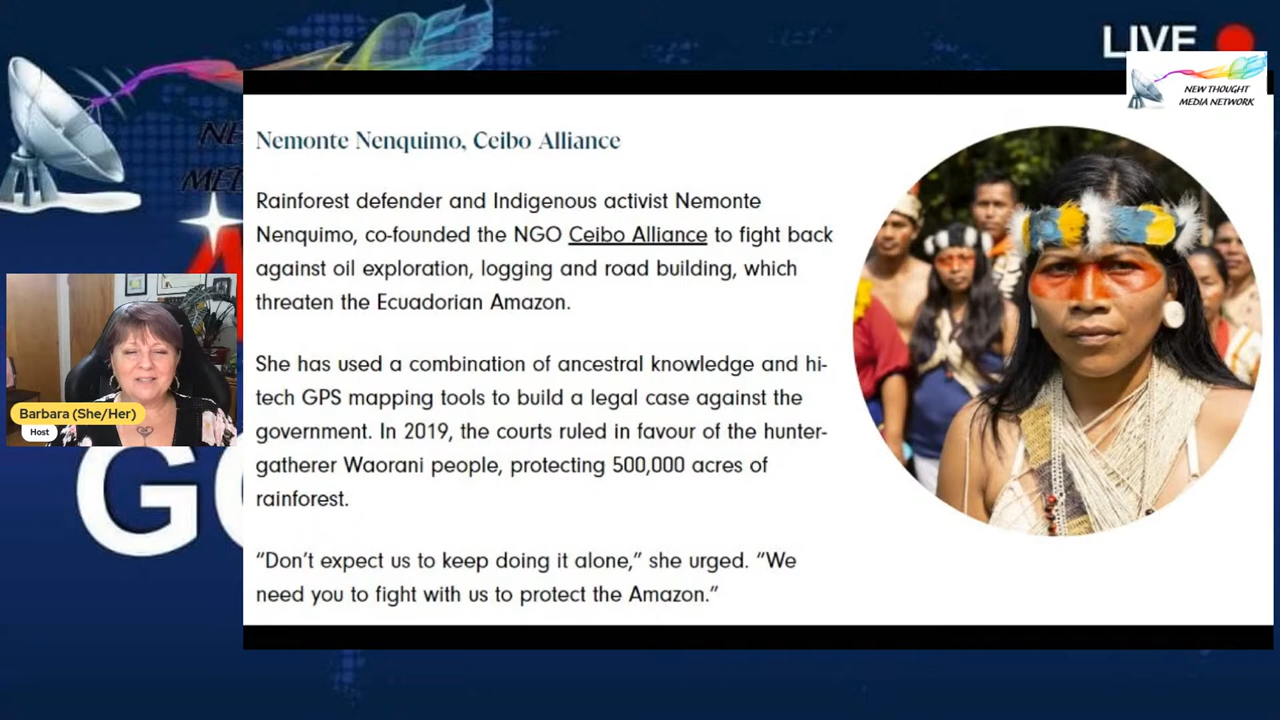 LIVE
NEW THOUGHT
MEDIA NETWORK
Nemonte Nenquimo, Ceibo Alliance
Rainforest defender and Indigenous activist Nemonte
Nenquimo, co-founded the NGO Ceibo Alliance to fight back
against oil exploration, logging and road building, which
threaten the Ecuadorian Amazon.
She has used a combination of ancestral knowledge and hi-
tech GPS mapping tools to build a legal case against the
government. In 2019, the courts ruled in favour of the hunter-
gatherer Waorani people, protecting 500,000 acres of
rainforest.
“Don’t expect us to keep doing it alone,” she urged. “We
need you to fight with us to protect the Amazon.”
Barbara (She/Her)
Host